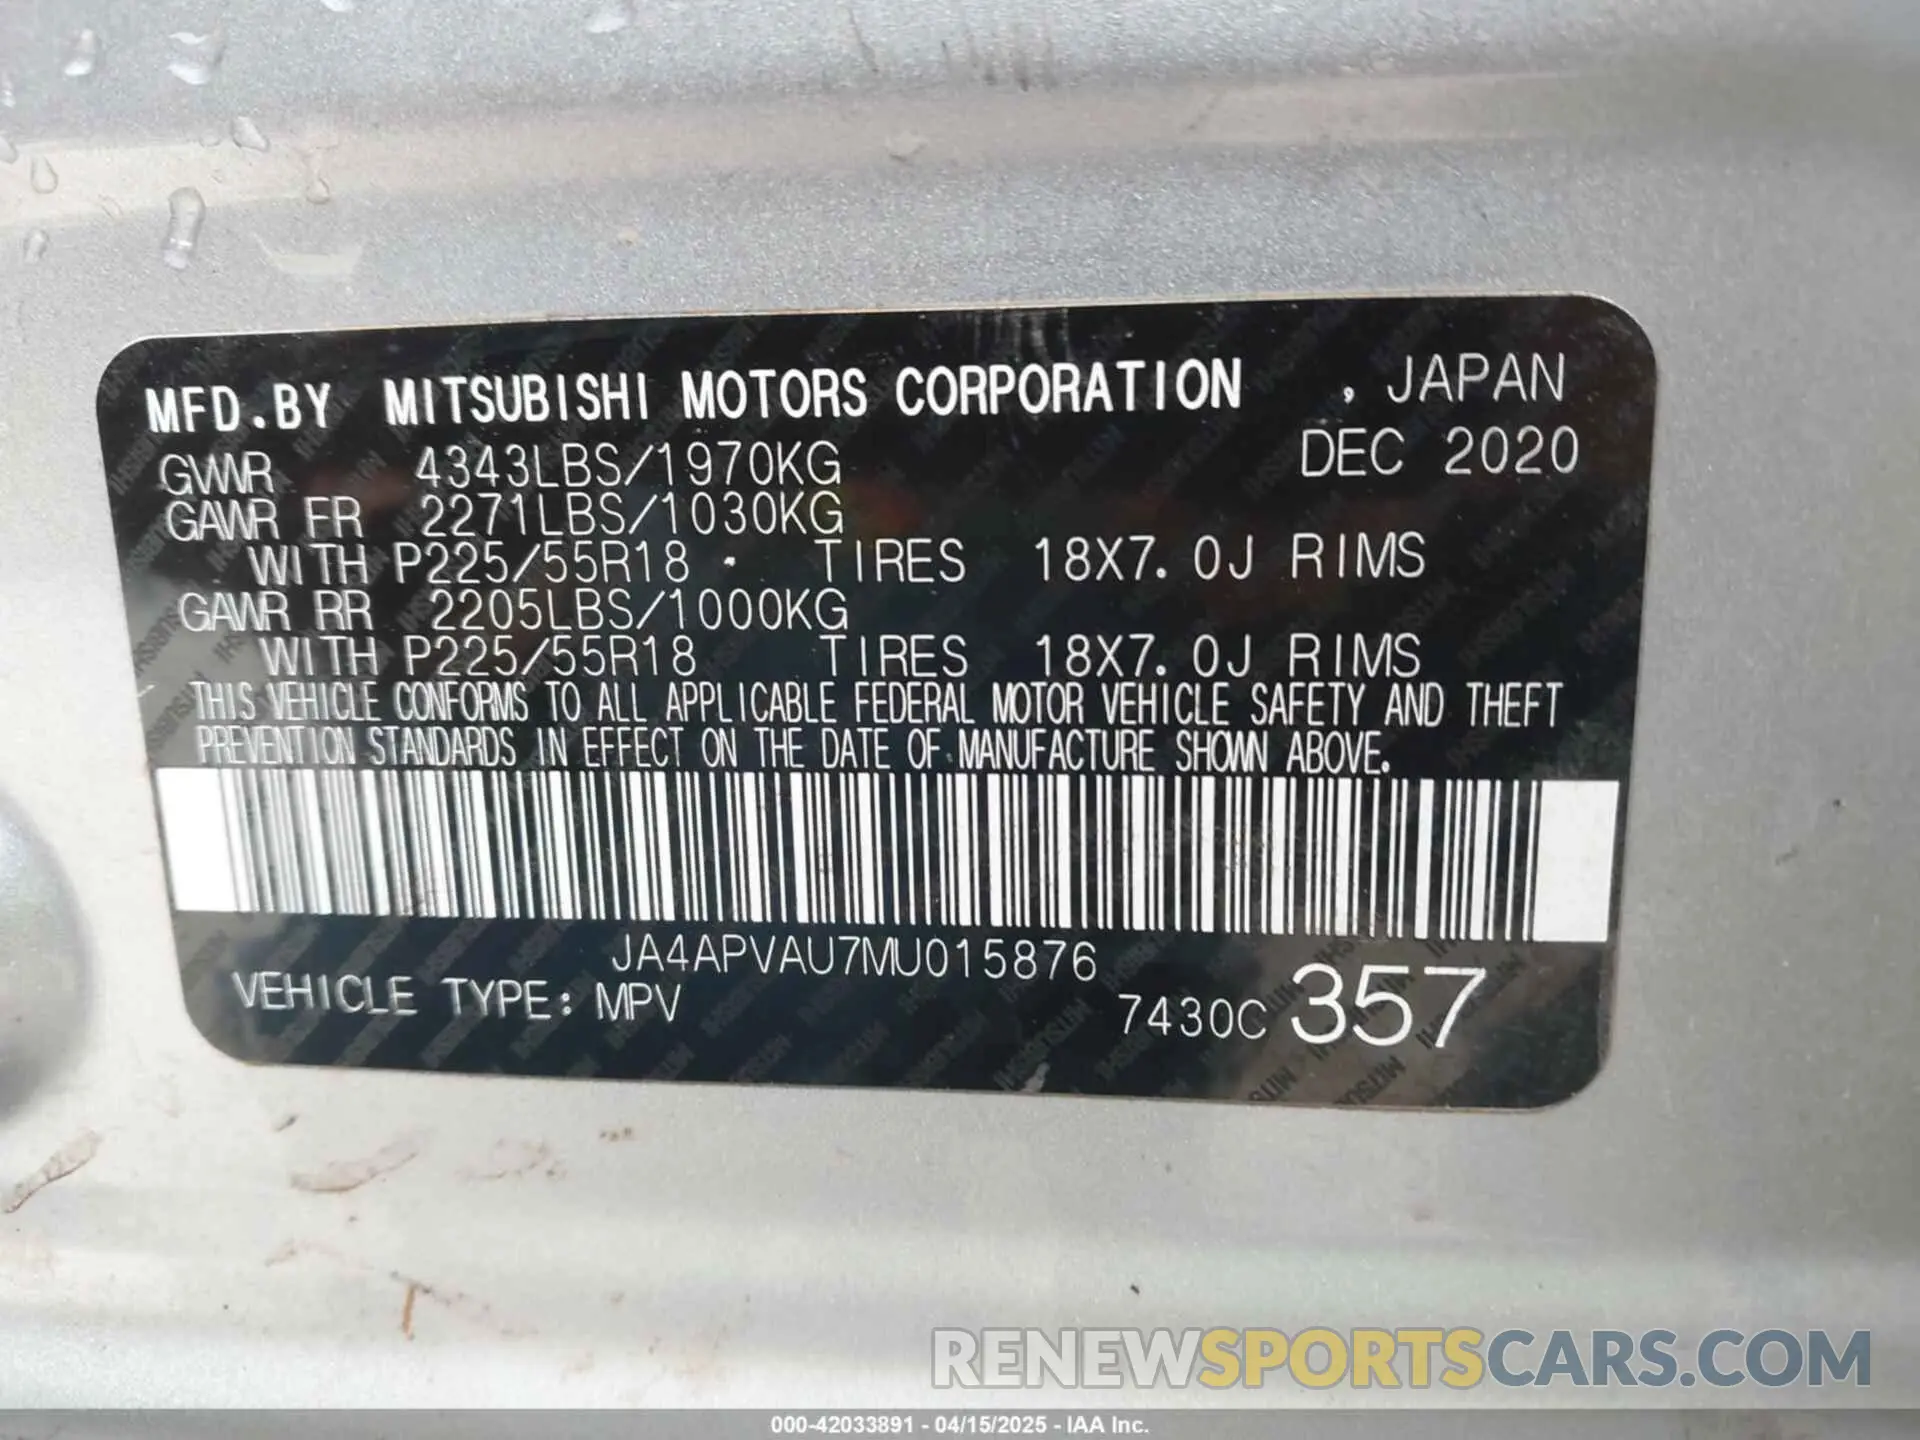 MFD.BY MITSUBISHI MOTORS CORPORATION , JAPAN
GVWR 4343LBS/1970KG DEC 2020
GAWR FR 2271LBS/1030KG
WITH P225/55R18 TIRES 18X7.0J RIMS
GAWR RR 2205LBS/1000KG
WITH P225/55R18 TIRES 18X7.0J RIMS
THIS VEHICLE CONFORMS TO ALL APPLICABLE FEDERAL MOTOR VEHICLE SAFETY AND THEFT
PREVENTION STANDARDS IN EFFECT ON THE DATE OF MANUFACTURE SHOWN ABOVE.
JA4APVAU7MU015876
VEHICLE TYPE: MPV 7430C 357
RENEWSPORTSCARS.COM
000-42033891 - 04/15/2025 - IAA Inc.